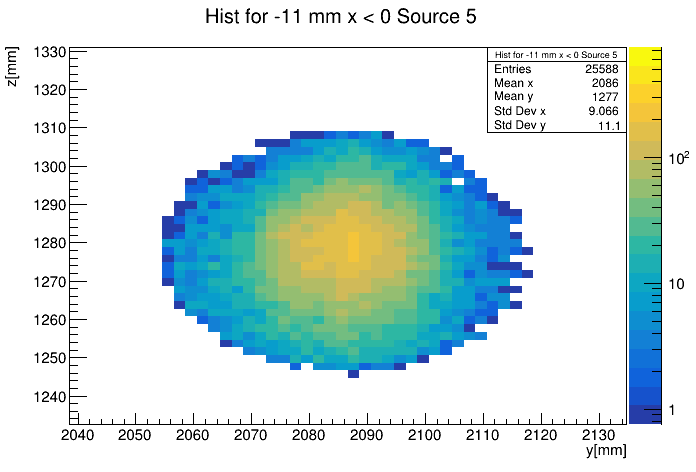 Hist for -11 mm x < 0 Source 5
z[mm]
1330
1320
1310
1300
1290
1280
1270
1260
1250
1240
Hist for -11 mm x < 0 Source 5
Entries 25588
Mean x 2086
Mean y 1277
Std Dev x 9.066
Std Dev y 11.1
10²
10
1
2040 2050 2060 2070 2080 2090 2100 2110 2120 2130
y[mm]